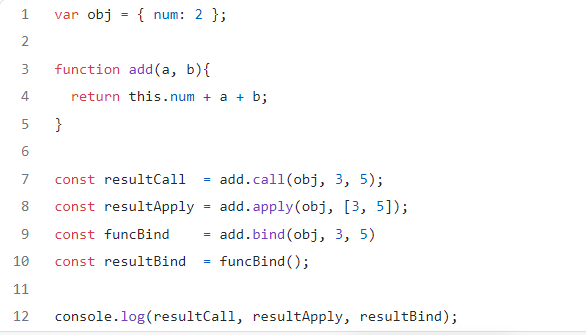 1 var obj = { num: 2 };
2
3 function add(a, b){
4   return this.num + a + b;
5 }
6
7 const resultCall  = add.call(obj, 3, 5);
8 const resultApply = add.apply(obj, [3, 5]);
9 const funcBind    = add.bind(obj, 3, 5)
10 const resultBind  = funcBind();
11
12 console.log(resultCall, resultApply, resultBind);